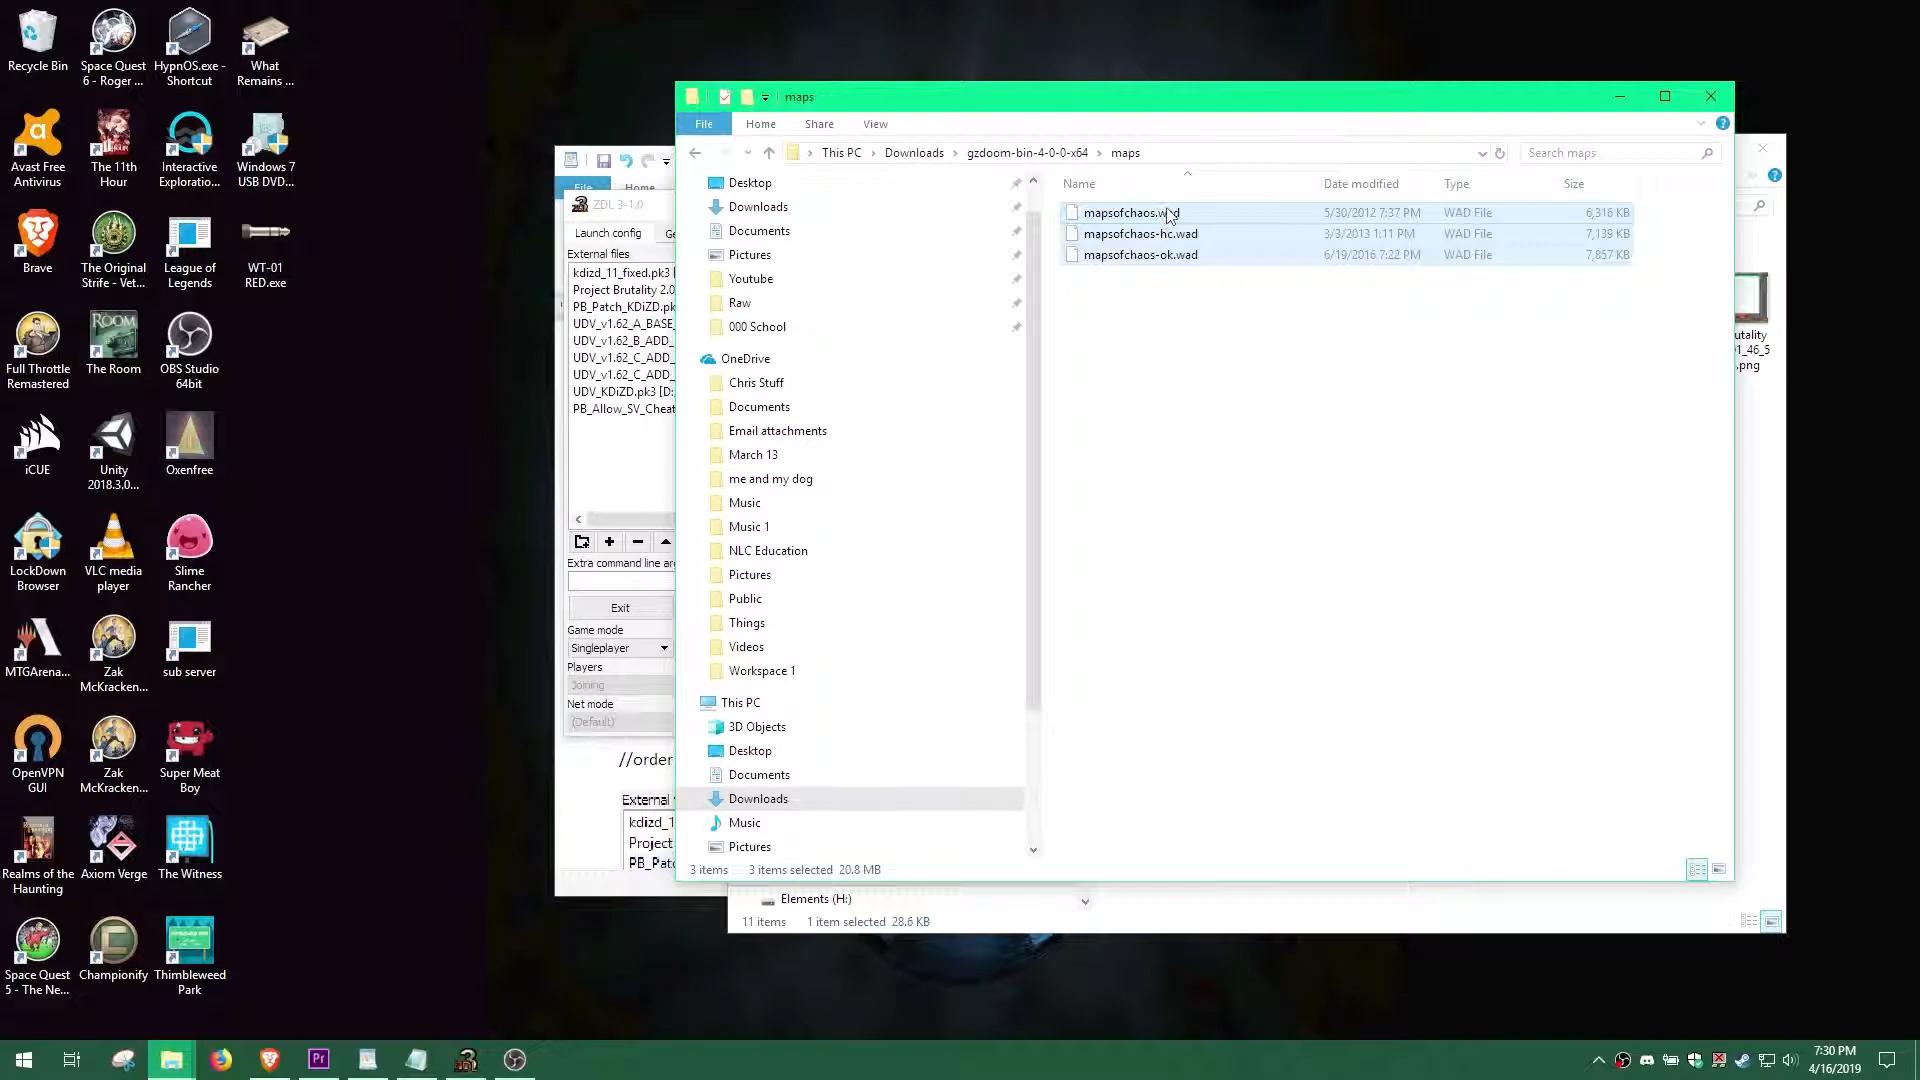 Recycle Bin
Space Quest
6 - Roger ...
HypnOS.exe -
Shortcut
What
Remains ...
Avast Free
Antivirus
The 11th
Hour
Interactive
Exploratio...
Windows 7
USB DVD...
Brave
The Original
Strife - Vet...
League of
Legends
WT-01
RED.exe
Full Throttle
Remastered
The Room
OBS Studio
64bit
iCUE
Unity
2018.3.0...
Oxenfree
LockDown
Browser
VLC media
player
Slime
Rancher
MTGArena...
Zak
McKracken...
sub server
OpenVPN
GUI
Zak
McKracken...
Super Meat
Boy
Realms of the
Haunting
Axiom Verge
The Witness
Space Quest
5 - The Ne...
Championify
Thimbleweed
Park
File
Home
ZDL 3-1.0
Launch config
Ge
External files
kdizd_11_fixed.pk3 [
Project Brutality 2.0
PB_Patch_KDiZD.pk
UDV_v1.62_A_BASE_
UDV_v1.62_B_ADD_
UDV_v1.62_C_ADD_
UDV_v1.62_C_ADD_
UDV_KDiZD.pk3 [D:
PB_Allow_SV_Cheat
Extra command line ar
Exit
Game mode
Singleplayer
Players
Joining
Net mode
(Default)
//order
External
kdizd_1
Project
PB_Patc
maps
File
Home
Share
View
This PC
Downloads
gzdoom-bin-4-0-0-x64
maps
Search maps
Desktop
Downloads
Documents
Pictures
Youtube
Raw
000 School
OneDrive
Chris Stuff
Documents
Email attachments
March 13
me and my dog
Music
Music 1
NLC Education
Pictures
Public
Things
Videos
Workspace 1
This PC
3D Objects
Desktop
Documents
Downloads
Music
Pictures
Name Date modified Type Size
mapsofchaos.wad 5/30/2012 7:37 PM WAD File 6,316 KB
mapsofchaos-hc.wad 3/3/2013 1:11 PM WAD File 7,139 KB
mapsofchaos-ok.wad 6/19/2016 7:22 PM WAD File 7,857 KB
3 items 3 items selected 20.8 MB
utality
1_46_5
.png
Elements (H:)
11 items 1 item selected 28.6 KB
7:30 PM
4/16/2019